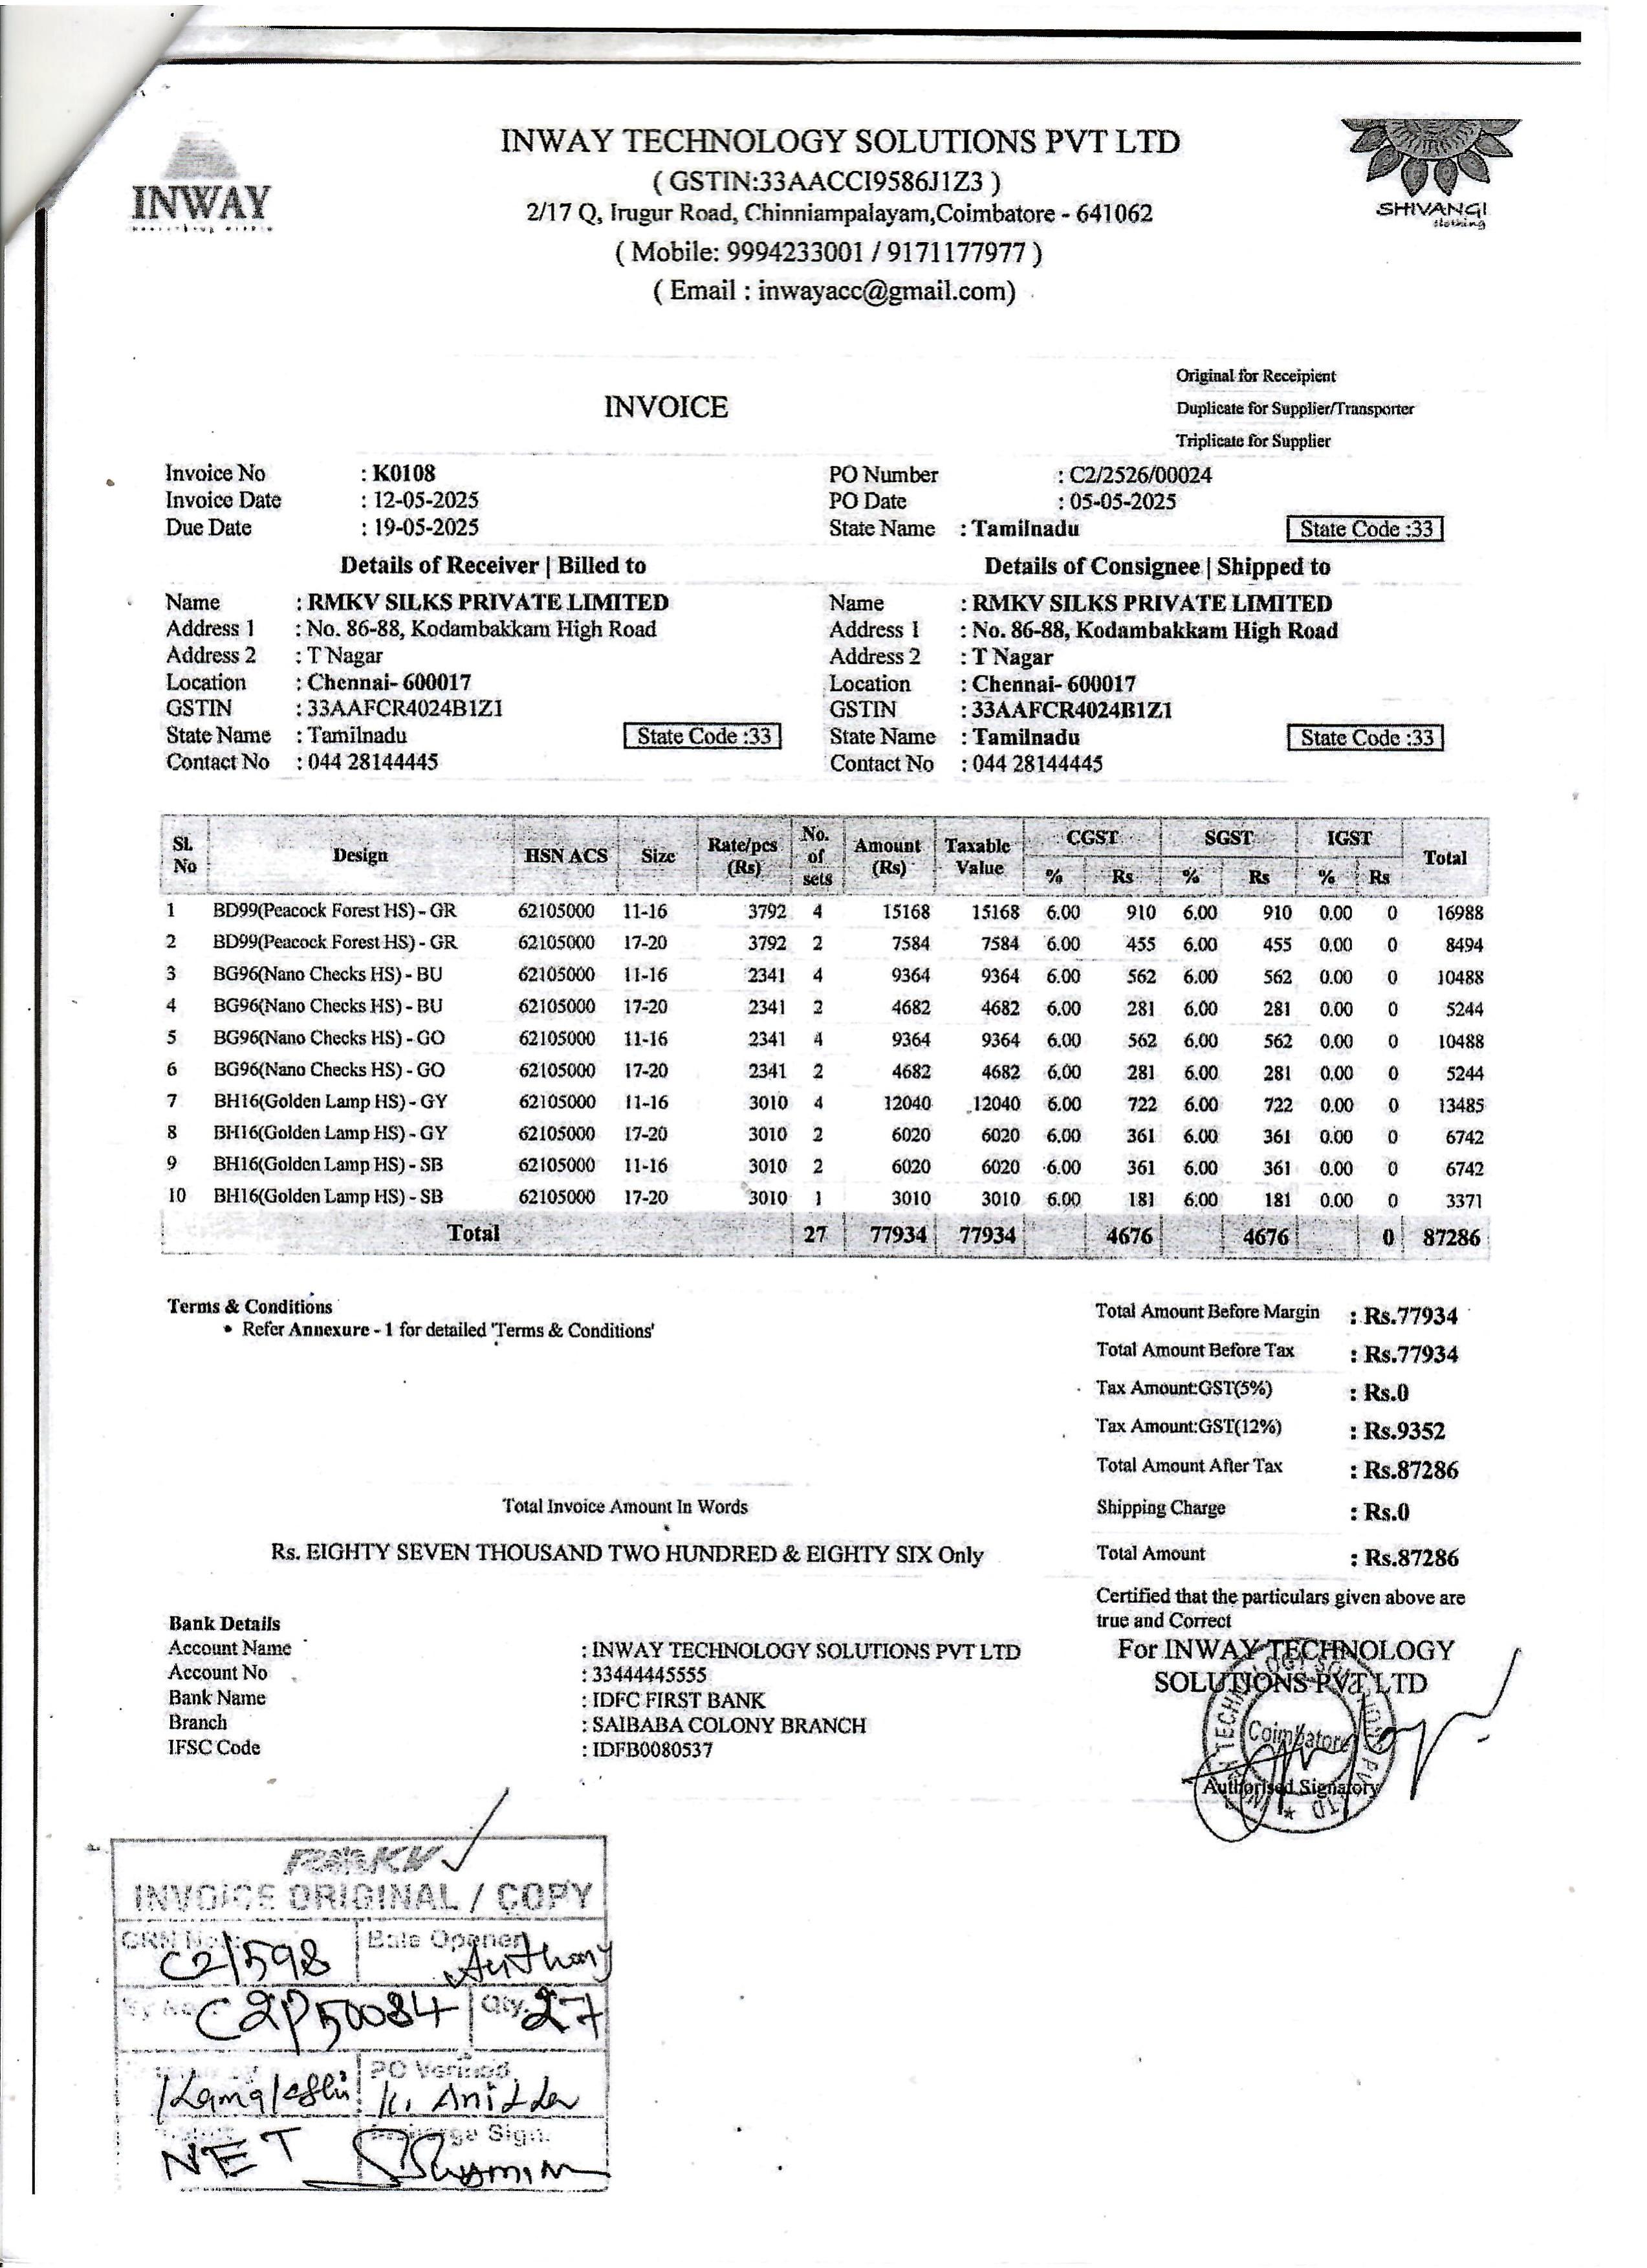 INWAY
SHIVANGI
clothing
INWAY TECHNOLOGY SOLUTIONS PVT LTD
( GSTIN:33AACCI9586J1Z3 )
2/17 Q, Irugur Road, Chinniampalayam,Coimbatore - 641062
( Mobile: 9994233001 / 9171177977 )
( Email : inwayacc@gmail.com)
Original for Receipient
INVOICE
Duplicate for Supplier/Transporter
Triplicate for Supplier
Invoice No : K0108 PO Number : C2/2526/00024
Invoice Date : 12-05-2025 PO Date : 05-05-2025
Due Date : 19-05-2025 State Name : Tamilnadu State Code :33
Details of Receiver | Billed to Details of Consignee | Shipped to
Name : RMKV SILKS PRIVATE LIMITED Name : RMKV SILKS PRIVATE LIMITED
Address 1 : No. 86-88, Kodambakkam High Road Address 1 : No. 86-88, Kodambakkam High Road
Address 2 : T Nagar Address 2 : T Nagar
Location : Chennai- 600017 Location : Chennai- 600017
GSTIN : 33AAFCR4024B1Z1 GSTIN : 33AAFCR4024B1Z1
State Name : Tamilnadu State Code :33 State Name : Tamilnadu State Code :33
Contact No : 044 28144445 Contact No : 044 28144445
Sl. No Design HSN ACS Size Rate/pcs (Rs) No. of sets Amount (Rs) Taxable Value CGST SGST IGST Total
% Rs % Rs % Rs
1 BD99(Peacock Forest HS) - GR 62105000 11-16 3792 4 15168 15168 6.00 910 6.00 910 0.00 0 16988
2 BD99(Peacock Forest HS) - GR 62105000 17-20 3792 2 7584 7584 6.00 455 6.00 455 0.00 0 8494
3 BG96(Nano Checks HS) - BU 62105000 11-16 2341 4 9364 9364 6.00 562 6.00 562 0.00 0 10488
4 BG96(Nano Checks HS) - BU 62105000 17-20 2341 2 4682 4682 6.00 281 6.00 281 0.00 0 5244
5 BG96(Nano Checks HS) - GO 62105000 11-16 2341 4 9364 9364 6.00 562 6.00 562 0.00 0 10488
6 BG96(Nano Checks HS) - GO 62105000 17-20 2341 2 4682 4682 6.00 281 6.00 281 0.00 0 5244
7 BH16(Golden Lamp HS) - GY 62105000 11-16 3010 4 12040 12040 6.00 722 6.00 722 0.00 0 13485
8 BH16(Golden Lamp HS) - GY 62105000 17-20 3010 2 6020 6020 6.00 361 6.00 361 0.00 0 6742
9 BH16(Golden Lamp HS) - SB 62105000 11-16 3010 2 6020 6020 6.00 361 6.00 361 0.00 0 6742
10 BH16(Golden Lamp HS) - SB 62105000 17-20 3010 1 3010 3010 6.00 181 6.00 181 0.00 0 3371
Total 27 77934 77934 4676 4676 0 87286
Terms & Conditions
• Refer Annexure - 1 for detailed 'Terms & Conditions'
Total Amount Before Margin : Rs.77934
Total Amount Before Tax : Rs.77934
Tax Amount:GST(5%) : Rs.0
Tax Amount:GST(12%) : Rs.9352
Total Amount After Tax : Rs.87286
Shipping Charge : Rs.0
Total Amount : Rs.87286
Total Invoice Amount In Words
Rs. EIGHTY SEVEN THOUSAND TWO HUNDRED & EIGHTY SIX Only
Certified that the particulars given above are
true and Correct
For INWAY TECHNOLOGY
SOLUTIONS PVT LTD
Coimbatore
Authorised Signatory
Bank Details
Account Name : INWAY TECHNOLOGY SOLUTIONS PVT LTD
Account No : 33444445555
Bank Name : IDFC FIRST BANK
Branch : SAIBABA COLONY BRANCH
IFSC Code : IDFB0080537
RMKV
INVOICE ORIGINAL / COPY
GRN No. C2/598 Bale Opener Anthony
C2P50084 Qty. 27
PO Verified
Sign.
NET